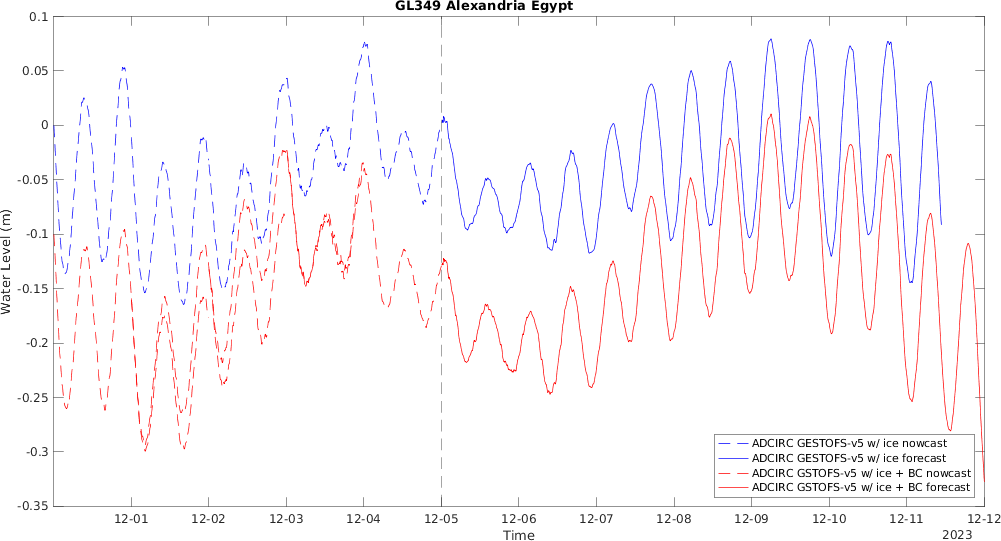 GL349 Alexandria Egypt
0.1
0.05
0
-0.05
-0.1
-0.15
-0.2
-0.25
-0.3
-0.35
Water Level (m)
12-01 12-02 12-03 12-04 12-05 12-06 12-07 12-08 12-09 12-10 12-11 12-12
Time
2023
ADCIRC GESTOFS-v5 w/ ice nowcast
ADCIRC GESTOFS-v5 w/ ice forecast
ADCIRC GSTOFS-v5 w/ ice + BC nowcast
ADCIRC GSTOFS-v5 w/ ice + BC forecast